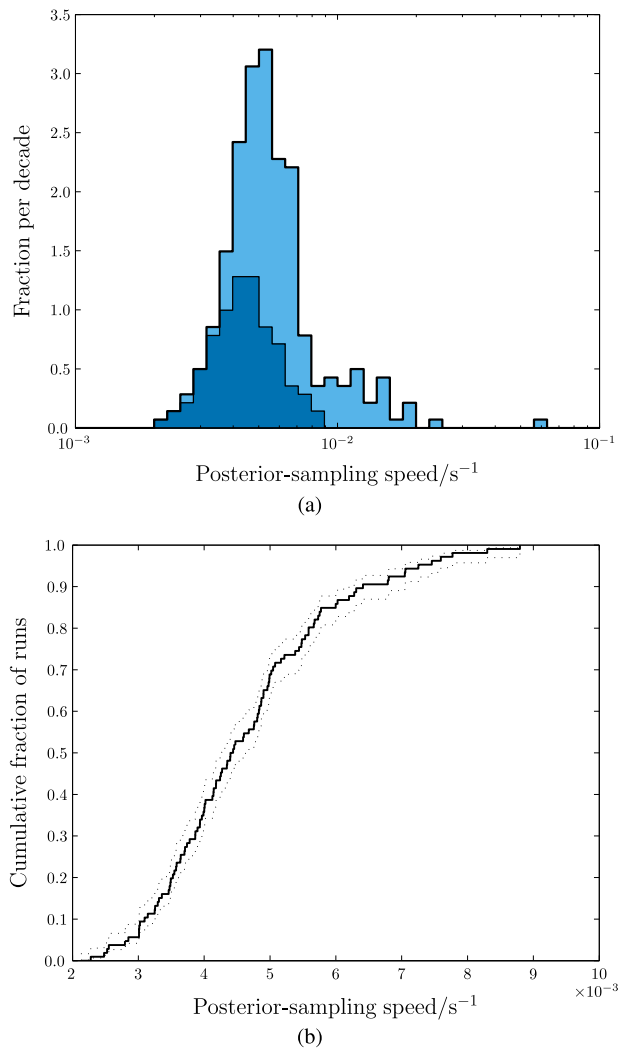 3.5
3.0
2.5
2.0
1.5
1.0
0.5
0.0
Fraction per decade
10⁻³ 10⁻² 10⁻¹
Posterior-sampling speed/s⁻¹
(a)
1.0
0.9
0.8
0.7
0.6
0.5
0.4
0.3
0.2
0.1
0.0
Cumulative fraction of runs
2 3 4 5 6 7 8 9 10
×10⁻³
Posterior-sampling speed/s⁻¹
(b)